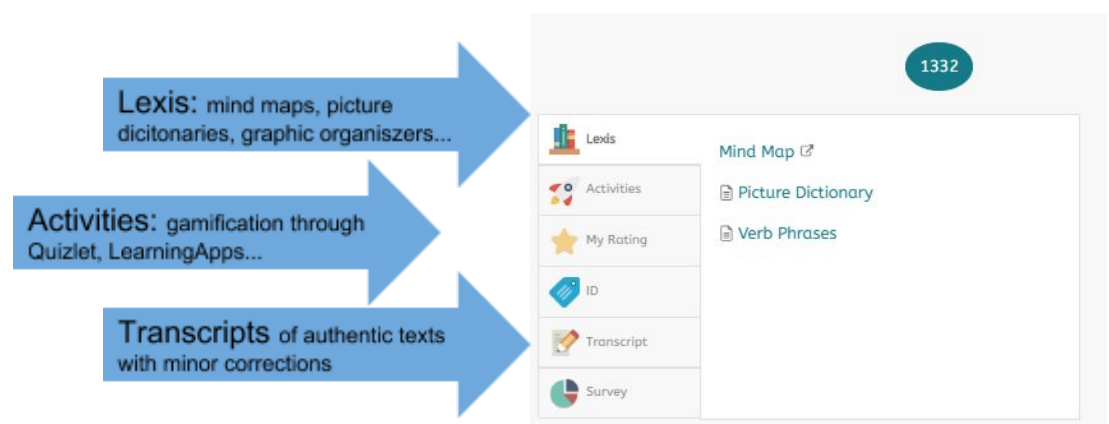 Lexis: mind maps, picture
dicitonaries, graphic organiszers...
Activities: gamification through
Quizlet, LearningApps...
Transcripts of authentic texts
with minor corrections
1332
Lexis
Activities
My Rating
ID
Transcript
Survey
Mind Map
Picture Dictionary
Verb Phrases